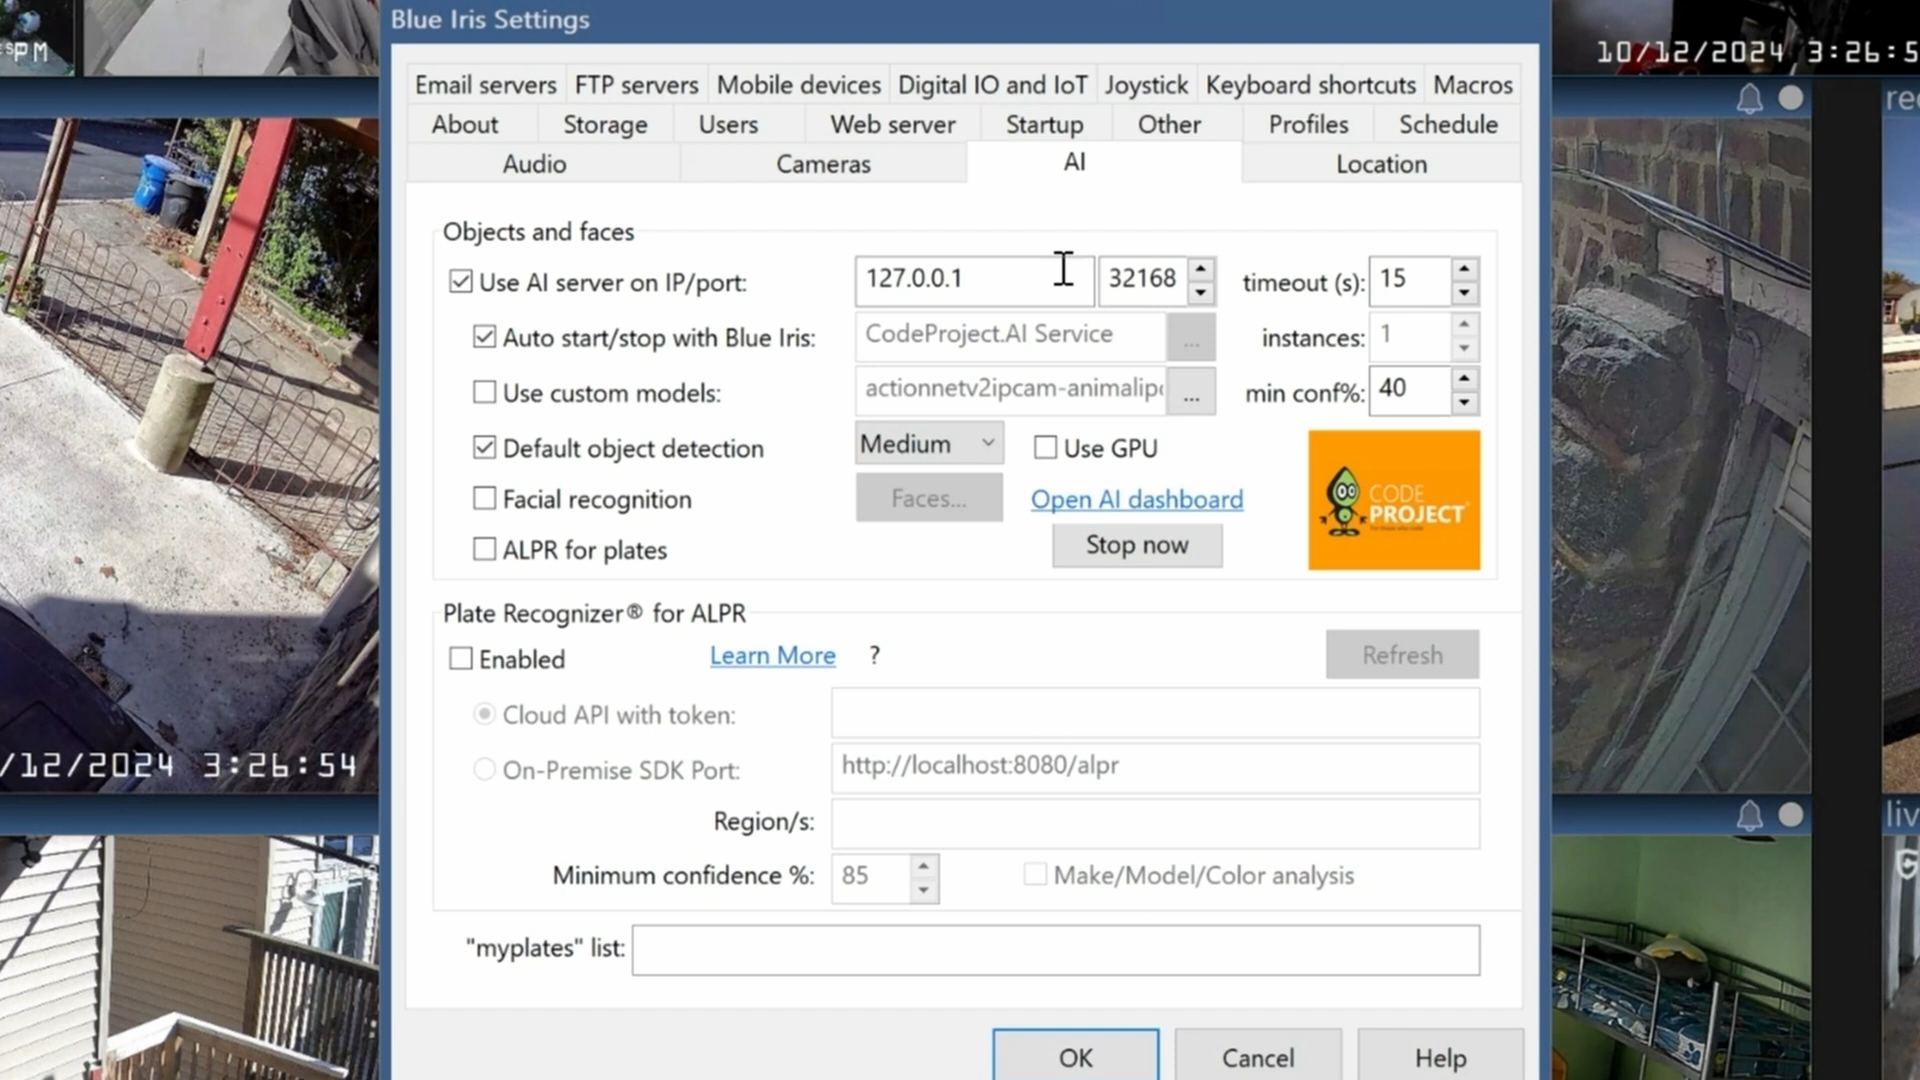 Blue Iris Settings
PM
10/12/2024 3:26:5
Email servers FTP servers Mobile devices Digital IO and IoT Joystick Keyboard shortcuts Macros
About Storage Users Web server Startup Other Profiles Schedule
Audio Cameras AI Location
Objects and faces
Use AI server on IP/port: 127.0.0.1 32168 timeout (s): 15
Auto start/stop with Blue Iris: CodeProject.AI Service ... instances: 1
Use custom models: actionnetv2ipcam-animalip ... min conf%: 40
Default object detection Medium Use GPU
CODE
PROJECT
Facial recognition Faces... Open AI dashboard
ALPR for plates Stop now
Plate Recognizer® for ALPR
Enabled Learn More ? Refresh
Cloud API with token:
On-Premise SDK Port: http://localhost:8080/alpr
/12/2024 3:26:54
Region/s:
liv
Minimum confidence %: 85 Make/Model/Color analysis
"myplates" list:
OK Cancel Help